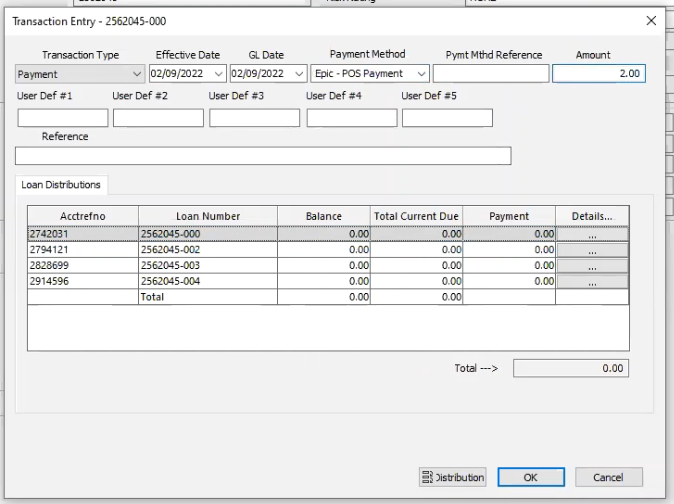 Transaction Entry - 2562045-000
Transaction Type Effective Date GL Date Payment Method Pymt Mthd Reference Amount
Payment 02/09/2022 02/09/2022 Epic - POS Payment 2.00
User Def #1 User Def #2 User Def #3 User Def #4 User Def #5
Reference
Loan Distributions
Acctrefno Loan Number Balance Total Current Due Payment Details...
2742031 2562045-000 0.00 0.00 0.00 ...
2794121 2562045-002 0.00 0.00 0.00 ...
2828699 2562045-003 0.00 0.00 0.00 ...
2914596 2562045-004 0.00 0.00 0.00 ...
Total 0.00 0.00
Total ---> 0.00
Distribution OK Cancel